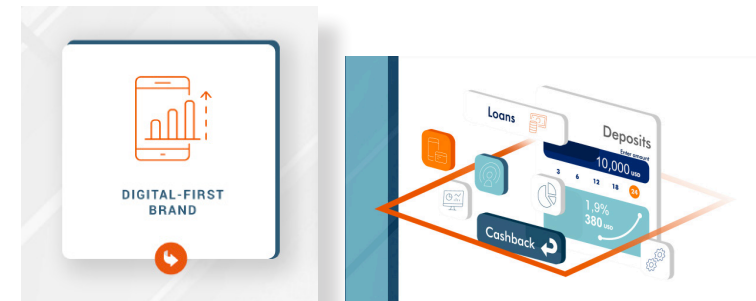 DIGITAL-FIRST
BRAND
Loans
Deposits
Enter amount
10,000 USD
3 6 12 18 24
1,9%
380 USD
Cashback